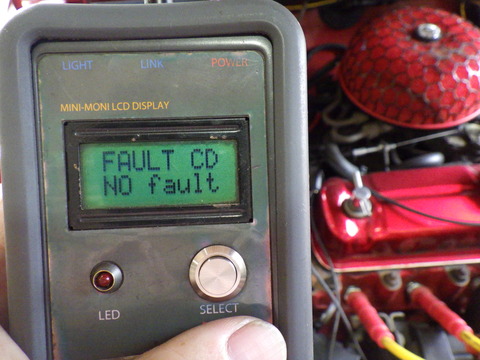 LIGHT LINK POWER
MINI-MONI LCD DISPLAY
FAULT CD
NO fault
LED SELECT